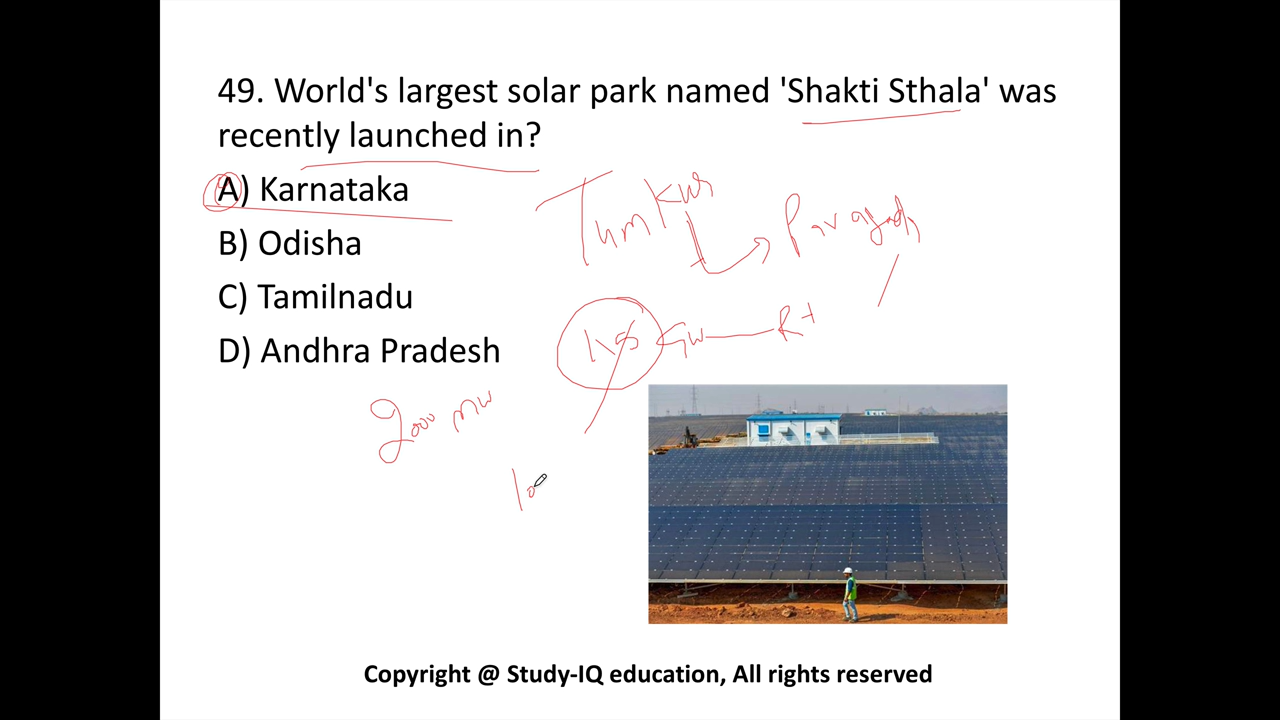 49. World's largest solar park named 'Shakti Sthala' was
recently launched in?
A) Karnataka
Tumkur
Pavagada
B) Odisha
C) Tamilnadu
GW
D) Andhra Pradesh
2000 MW
Copyright @ Study-IQ education, All rights reserved